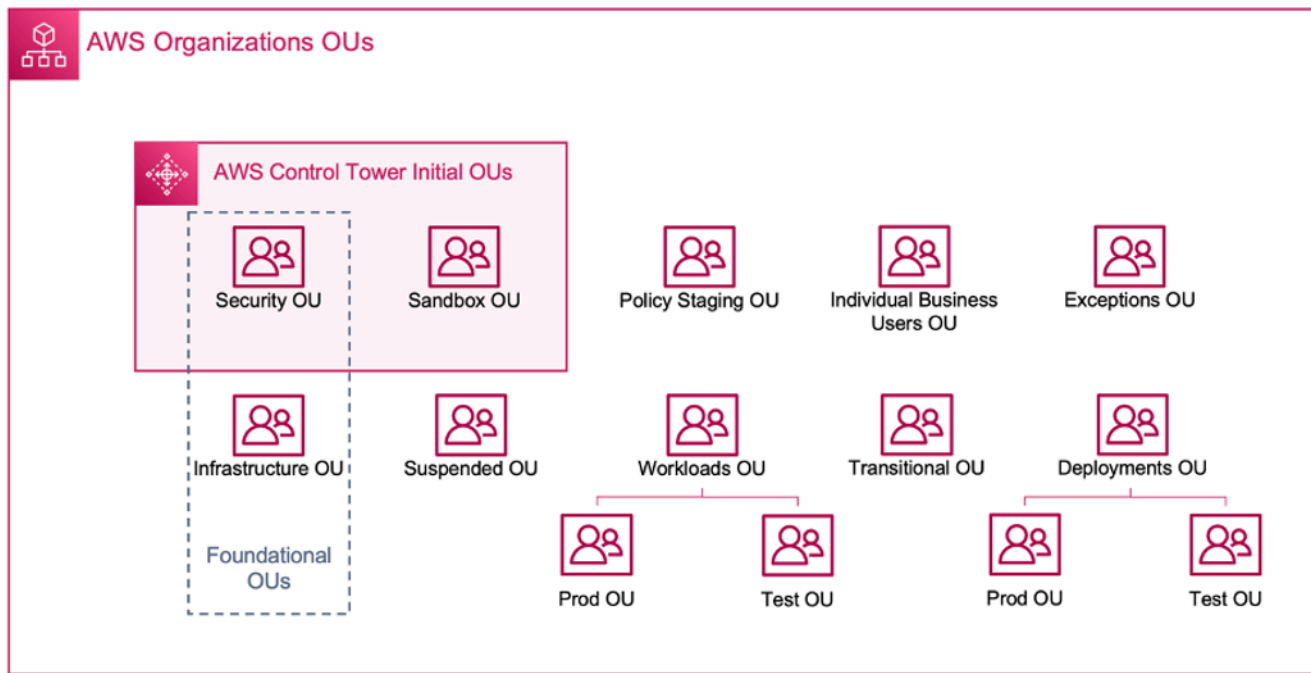 AWS Organizations OUs
AWS Control Tower Initial OUs
Security OU
Sandbox OU
Policy Staging OU
Individual Business
Users OU
Exceptions OU
Infrastructure OU
Suspended OU
Workloads OU
Transitional OU
Deployments OU
Foundational
OUs
Prod OU
Test OU
Prod OU
Test OU